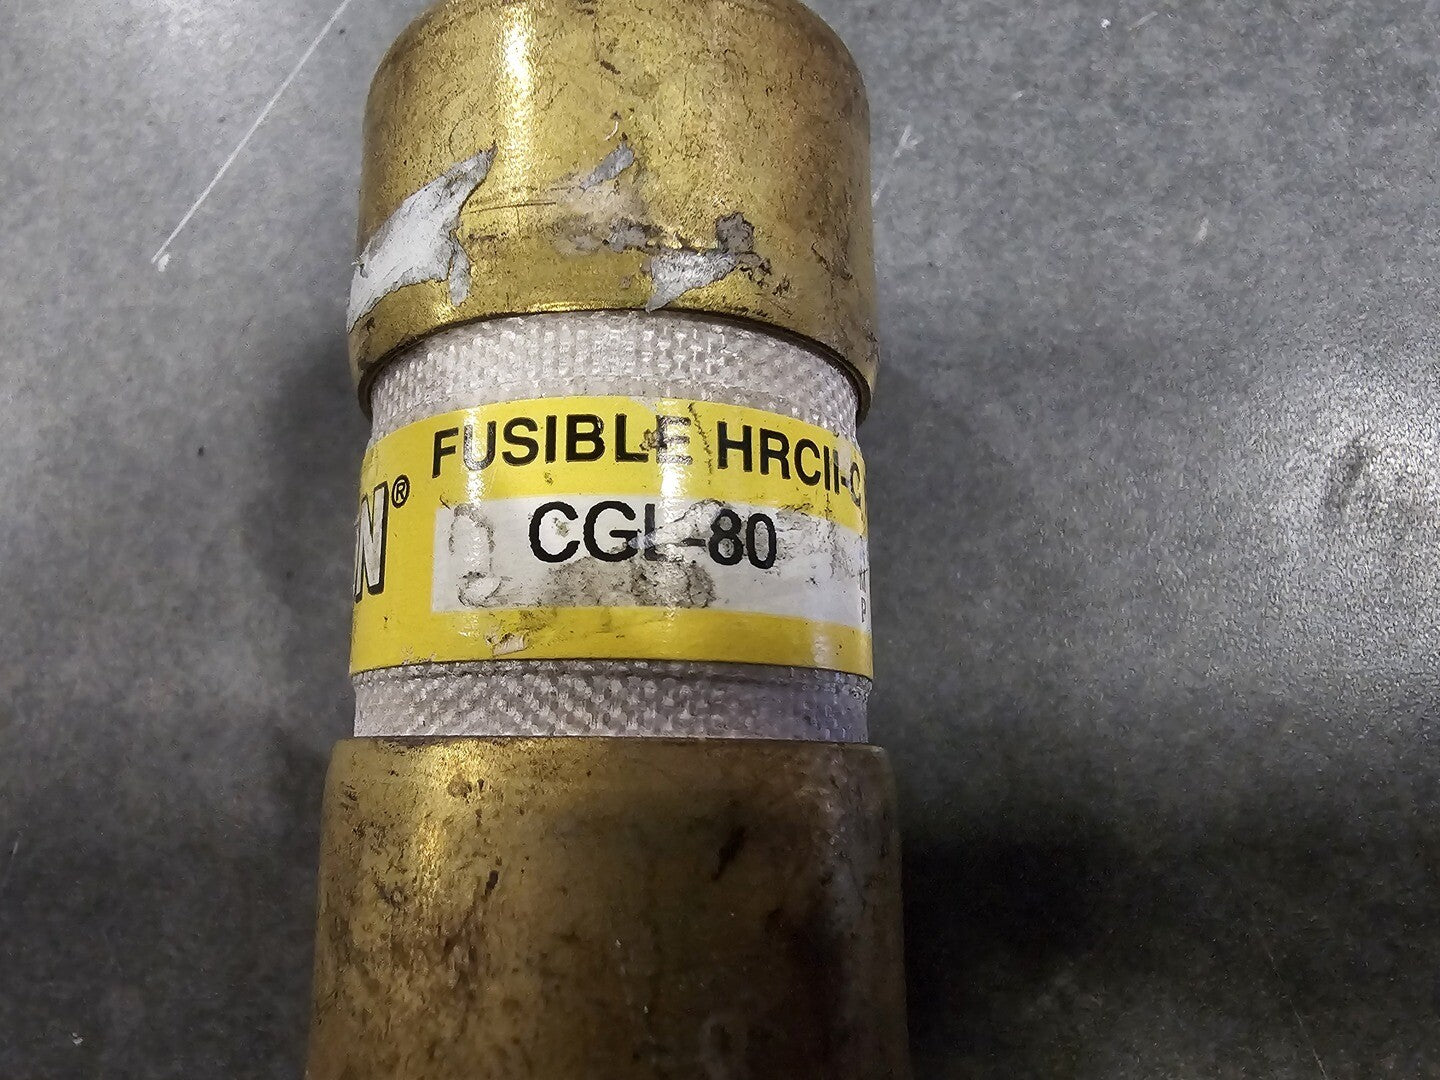 FUSIBLE HRCII-C
N®
CGL-80
P